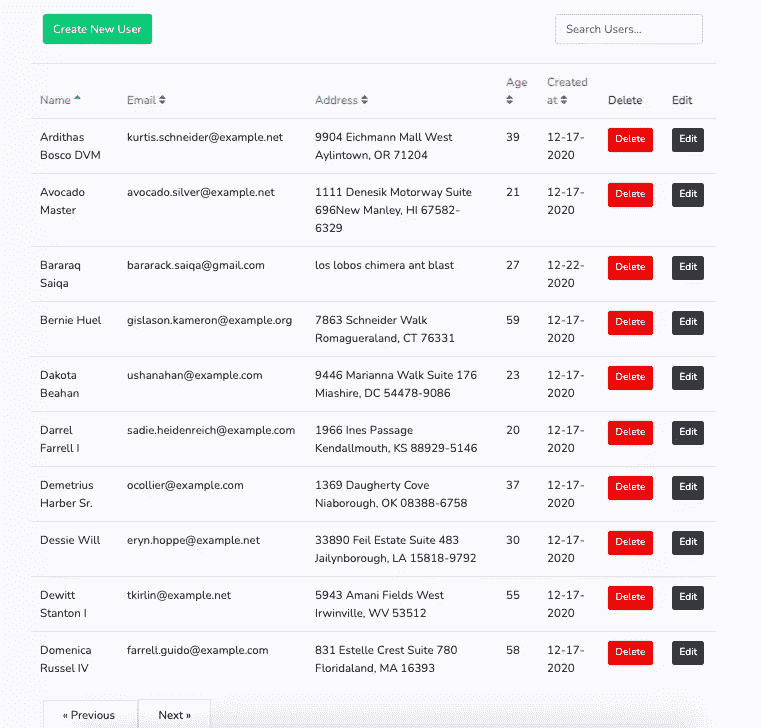 Create New User
Search Users...
Age Created
Name Email Address at Delete Edit
Ardithas kurtis.schneider@example.net 9904 Eichmann Mall West 39 12-17- Delete Edit
Bosco DVM Aylintown, OR 71204 2020
Avocado avocado.silver@example.net 1111 Denesik Motorway Suite 21 12-17- Delete Edit
Master 696New Manley, HI 67582- 2020
6329
Bararaq bararack.saiqa@gmail.com los lobos chimera ant blast 27 12-22- Delete Edit
Saiqa 2020
Bernie Huel gislason.kameron@example.org 7863 Schneider Walk 59 12-17- Delete Edit
Romagueraland, CT 76331 2020
Dakota ushanahan@example.com 9446 Marianna Walk Suite 176 23 12-17- Delete Edit
Beahan Miashire, DC 54478-9086 2020
Darrel sadie.heidenreich@example.com 1966 Ines Passage 20 12-17- Delete Edit
Farrell I Kendallmouth, KS 88929-5146 2020
Demetrius ocollier@example.com 1369 Daugherty Cove 37 12-17- Delete Edit
Harber Sr. Niaborough, OK 08388-6758 2020
Dessie Will eryn.hoppe@example.net 33890 Feil Estate Suite 483 30 12-17- Delete Edit
Jailynborough, LA 15818-9792 2020
Dewitt tkirlin@example.net 5943 Amani Fields West 55 12-17- Delete Edit
Stanton I Irwinville, WV 53512 2020
Domenica farrell.guido@example.com 831 Estelle Crest Suite 780 58 12-17- Delete Edit
Russel IV Floridaland, MA 16393 2020
« Previous Next »